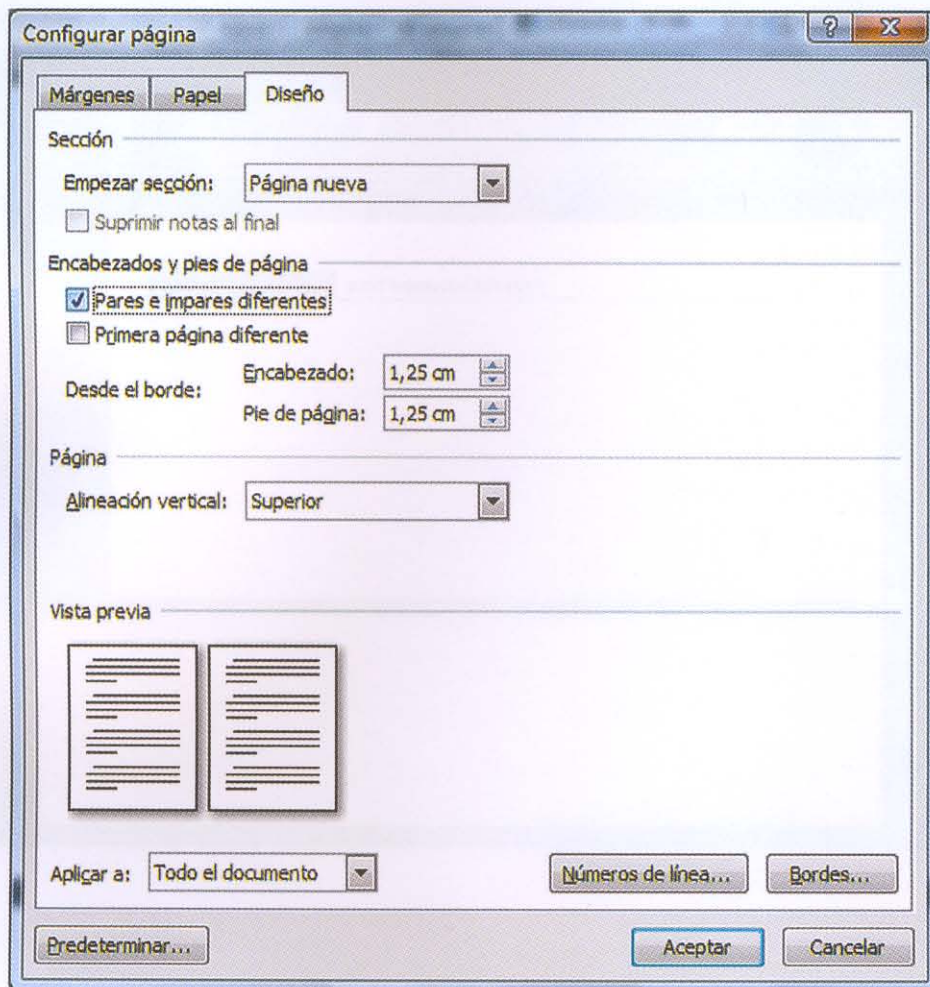 Configurar página
Márgenes Papel Diseño
Sección
Empezar sección: Página nueva
Suprimir notas al final
Encabezados y pies de página
Pares e impares diferentes
Primera página diferente
Desde el borde:
Encabezado: 1,25 cm
Pie de página: 1,25 cm
Página
Alineación vertical: Superior
Vista previa
Aplicar a: Todo el documento Números de línea... Bordes...
Predeterminar... Aceptar Cancelar